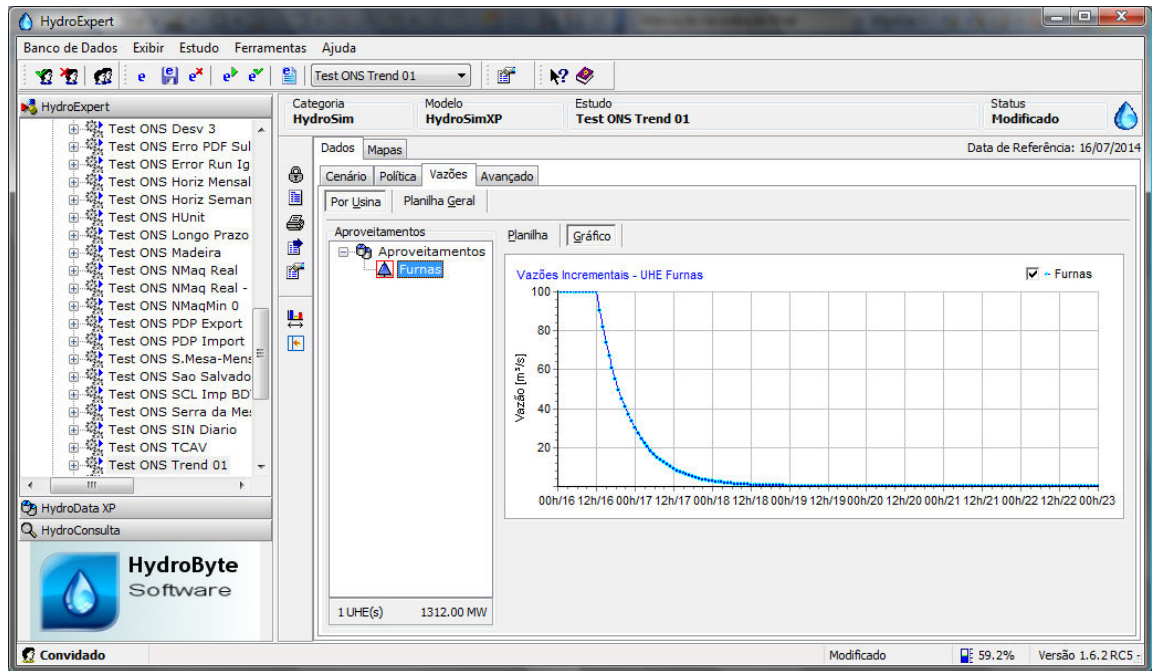 HydroExpert
Banco de Dados Exibir Estudo Ferramentas Ajuda
Test ONS Trend 01
HydroExpert
Test ONS Desv 3
Test ONS Erro PDF Sul
Test ONS Error Run Ig
Test ONS Horiz Mensal
Test ONS Horiz Seman
Test ONS HUnit
Test ONS Longo Prazo
Test ONS Madeira
Test ONS NMaq Real
Test ONS NMaq Real -
Test ONS NMaqMin 0
Test ONS PDP Export
Test ONS PDP Import
Test ONS S.Mesa-Mens
Test ONS Sao Salvado
Test ONS SCL Imp BD
Test ONS Serra da Me
Test ONS SIN Diario
Test ONS TCAV
Test ONS Trend 01
HydroData XP
HydroConsulta
HydroByte
Software
Categoria Modelo Estudo Status
HydroSim HydroSimXP Test ONS Trend 01 Modificado
Dados Mapas Data de Referência: 16/07/2014
Cenário Política Vazões Avançado
Por Usina Planilha Geral
Aproveitamentos
Aproveitamentos
Furnas
1 UHE(s) 1312.00 MW
Planilha Gráfico
Vazões Incrementais - UHE Furnas
Furnas
Vazão [m³/s]
100
80
60
40
20
00h/16 12h/16 00h/17 12h/17 00h/18 12h/18 00h/19 12h/19 00h/20 12h/20 00h/21 12h/21 00h/22 12h/22 00h/23
Convidado Modificado 59.2% Versão 1.6.2 RC5 -